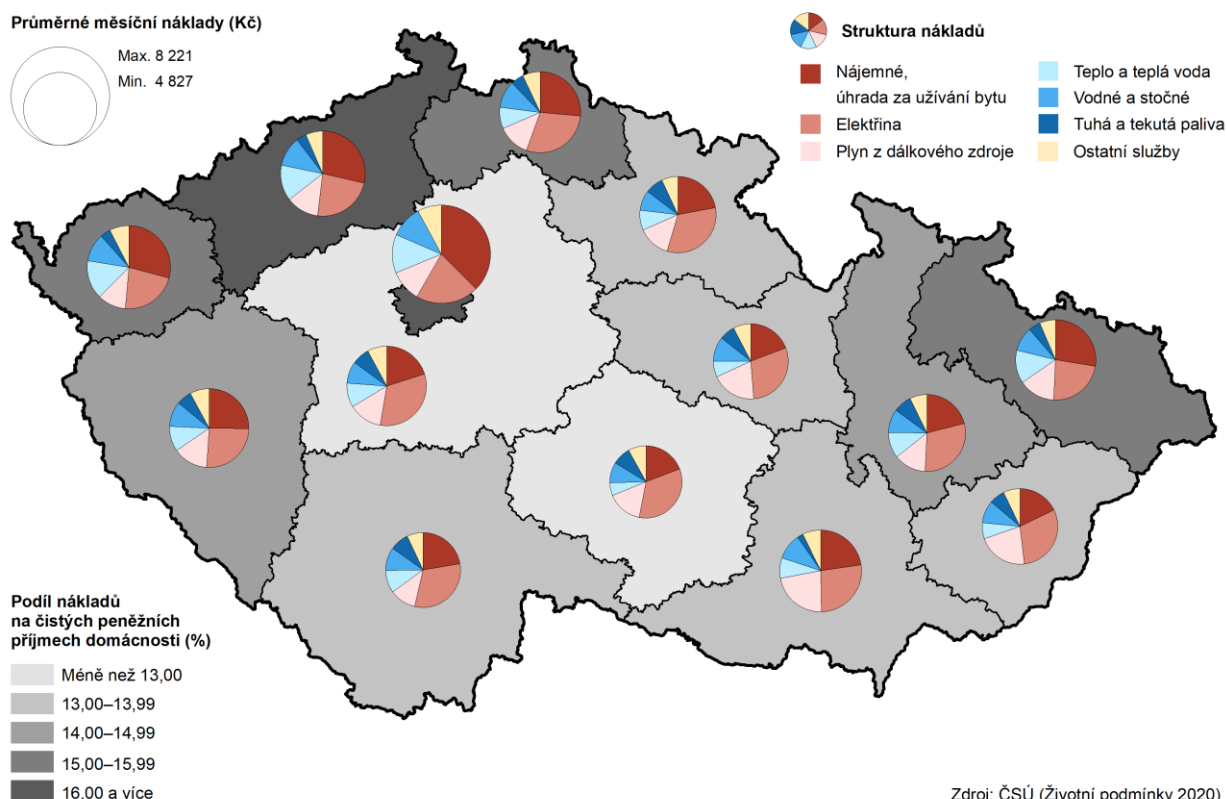 Průměrné měsíční náklady (Kč)
Max. 8 221
Min. 4 827
Struktura nákladů
Nájemné,
úhrada za užívání bytu
Elektřina
Plyn z dálkového zdroje
Teplo a teplá voda
Vodné a stočné
Tuhá a tekutá paliva
Ostatní služby
Podíl nákladů
na čistých peněžních
příjmech domácnosti (%)
Méně než 13,00
13,00–13,99
14,00–14,99
15,00–15,99
16,00 a více
Zdroj: ČSÚ (Životní podmínky 2020)